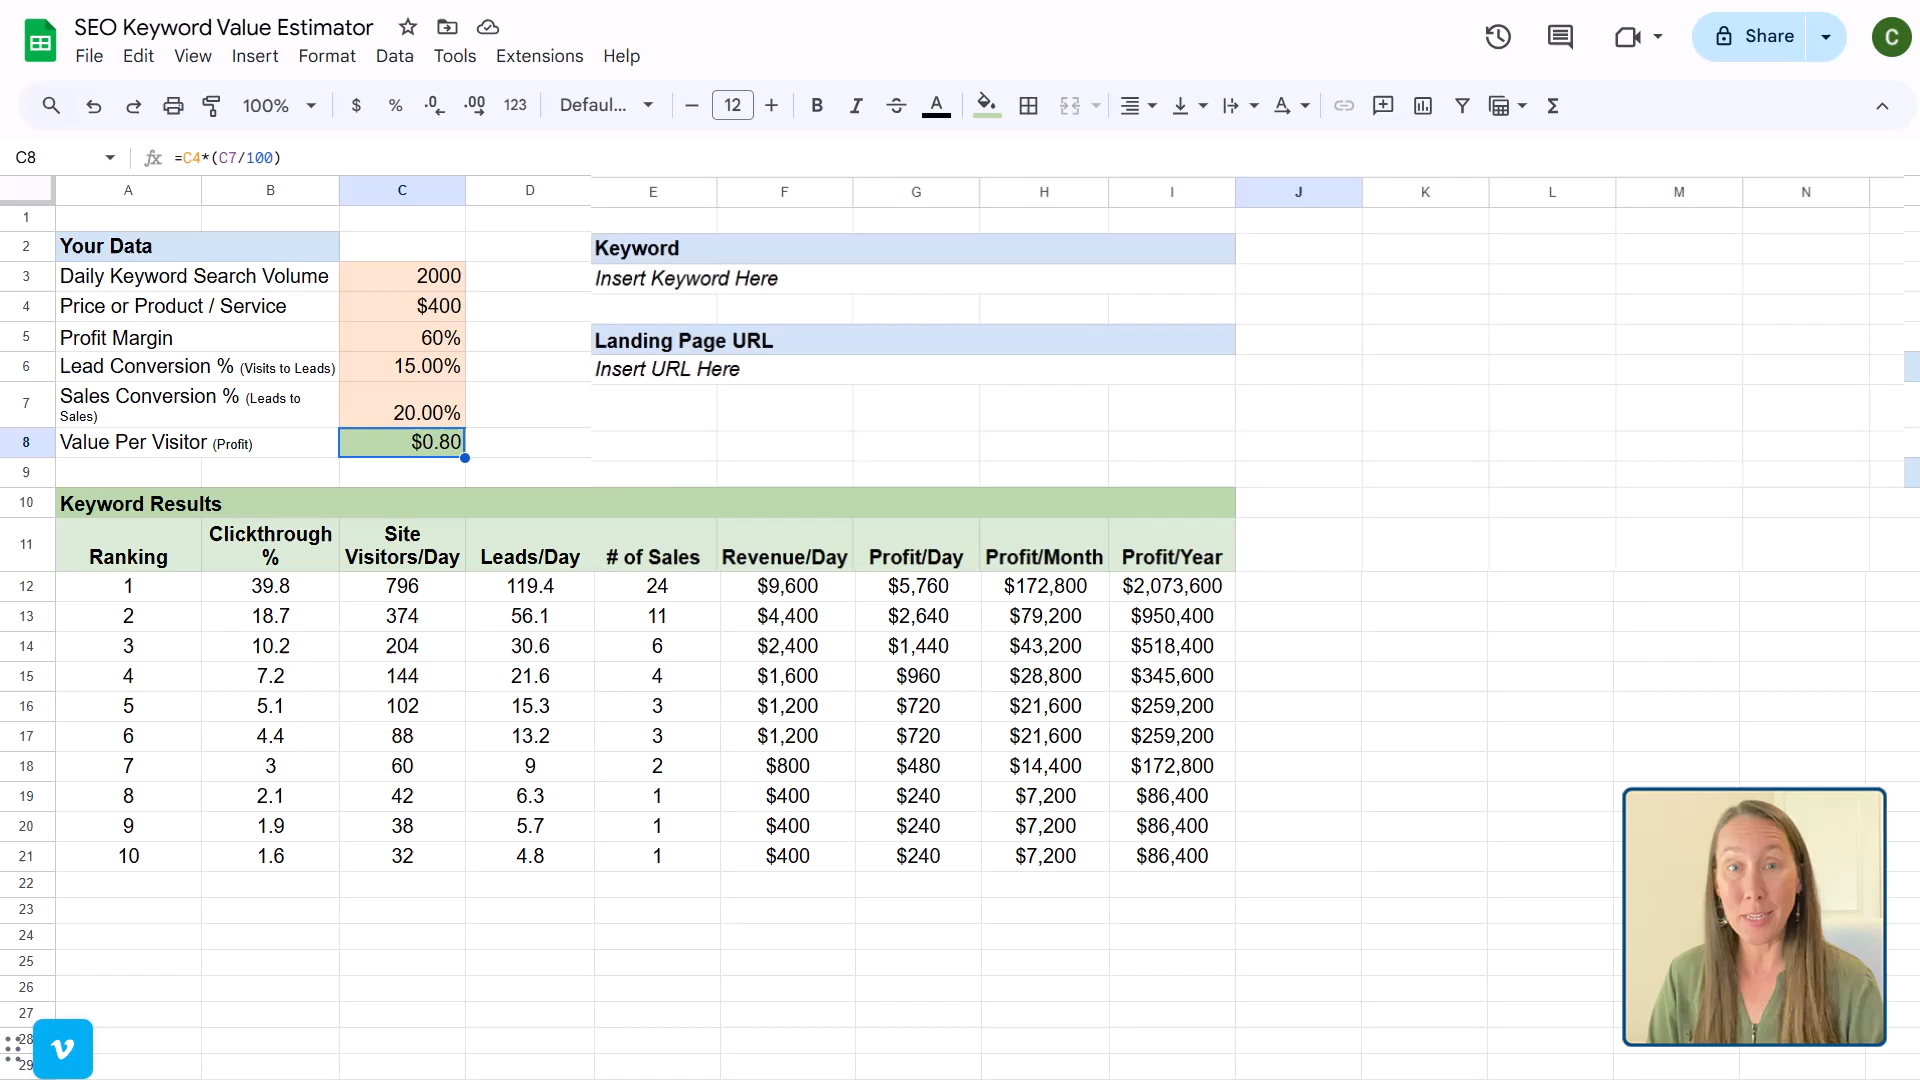 SEO Keyword Value Estimator
File Edit View Insert Format Data Tools Extensions Help
Share
C
100% $ % .0 .00 123 Defaul... 12 B I A
C8 =C4*(C7/100)
A B C D E F G H I J K L M N
1
2 Your Data Keyword
3 Daily Keyword Search Volume 2000 Insert Keyword Here
4 Price or Product / Service $400
5 Profit Margin 60% Landing Page URL
6 Lead Conversion % (Visits to Leads) 15.00% Insert URL Here
7 Sales Conversion % (Leads to
Sales) 20.00%
8 Value Per Visitor (Profit) $0.80
9
10 Keyword Results
11 Ranking Clickthrough % Site Visitors/Day Leads/Day # of Sales Revenue/Day Profit/Day Profit/Month Profit/Year
12 1 39.8 796 119.4 24 $9,600 $5,760 $172,800 $2,073,600
13 2 18.7 374 56.1 11 $4,400 $2,640 $79,200 $950,400
14 3 10.2 204 30.6 6 $2,400 $1,440 $43,200 $518,400
15 4 7.2 144 21.6 4 $1,600 $960 $28,800 $345,600
16 5 5.1 102 15.3 3 $1,200 $720 $21,600 $259,200
17 6 4.4 88 13.2 3 $1,200 $720 $21,600 $259,200
18 7 3 60 9 2 $800 $480 $14,400 $172,800
19 8 2.1 42 6.3 1 $400 $240 $7,200 $86,400
20 9 1.9 38 5.7 1 $400 $240 $7,200 $86,400
21 10 1.6 32 4.8 1 $400 $240 $7,200 $86,400
22
23
24
25
26
27
28
29